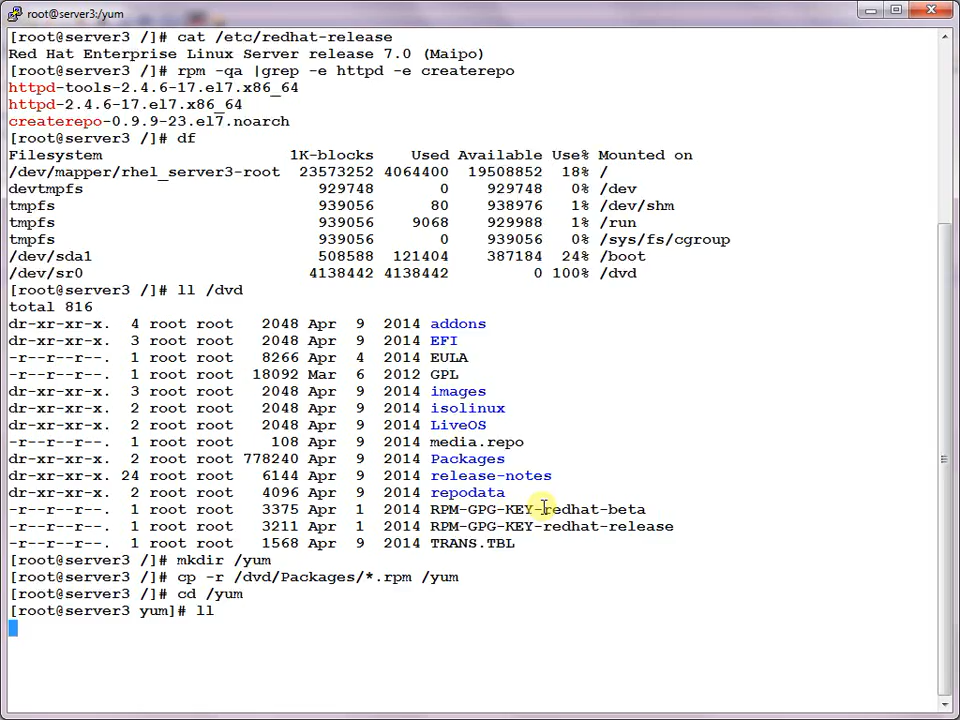 root@server3:/yum
[root@server3 /]# cat /etc/redhat-release
Red Hat Enterprise Linux Server release 7.0 (Maipo)
[root@server3 /]# rpm -qa |grep -e httpd -e createrepo
httpd-tools-2.4.6-17.el7.x86_64
httpd-2.4.6-17.el7.x86_64
createrepo-0.9.9-23.el7.noarch
[root@server3 /]# df
Filesystem 1K-blocks Used Available Use% Mounted on
/dev/mapper/rhel_server3-root 23573252 4064400 19508852 18% /
devtmpfs 929748 0 929748 0% /dev
tmpfs 939056 80 938976 1% /dev/shm
tmpfs 939056 9068 929988 1% /run
tmpfs 939056 0 939056 0% /sys/fs/cgroup
/dev/sda1 508588 121404 387184 24% /boot
/dev/sr0 4138442 4138442 0 100% /dvd
[root@server3 /]# ll /dvd
total 816
dr-xr-xr-x. 4 root root 2048 Apr 9 2014 addons
dr-xr-xr-x. 3 root root 2048 Apr 9 2014 EFI
-r--r--r--. 1 root root 8266 Apr 4 2014 EULA
-r--r--r--. 1 root root 18092 Mar 6 2012 GPL
dr-xr-xr-x. 3 root root 2048 Apr 9 2014 images
dr-xr-xr-x. 2 root root 2048 Apr 9 2014 isolinux
dr-xr-xr-x. 2 root root 2048 Apr 9 2014 LiveOS
-r--r--r--. 1 root root 108 Apr 9 2014 media.repo
dr-xr-xr-x. 2 root root 778240 Apr 9 2014 Packages
dr-xr-xr-x. 24 root root 6144 Apr 9 2014 release-notes
dr-xr-xr-x. 2 root root 4096 Apr 9 2014 repodata
-r--r--r--. 1 root root 3375 Apr 1 2014 RPM-GPG-KEY-redhat-beta
-r--r--r--. 1 root root 3211 Apr 1 2014 RPM-GPG-KEY-redhat-release
-r--r--r--. 1 root root 1568 Apr 9 2014 TRANS.TBL
[root@server3 /]# mkdir /yum
[root@server3 /]# cp -r /dvd/Packages/*.rpm /yum
[root@server3 /]# cd /yum
[root@server3 yum]# ll